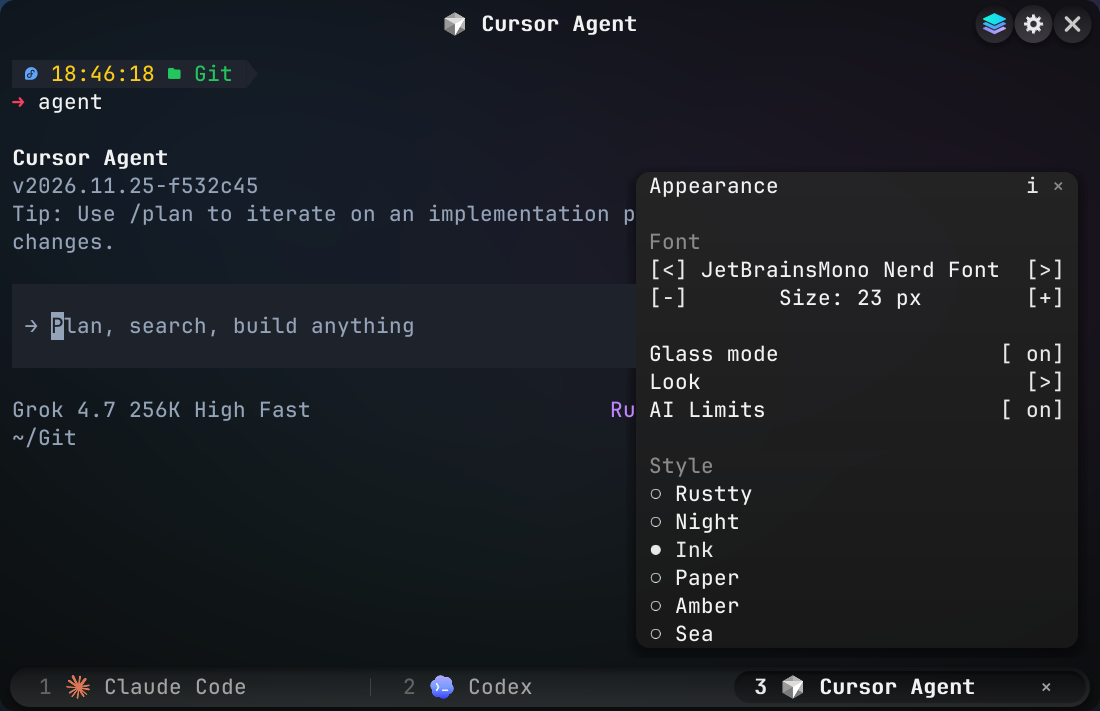 Cursor Agent
18:46:18 Git
→ agent
Cursor Agent
v2026.11.25-f532c45
Tip: Use /plan to iterate on an implementation p
changes.
→ Plan, search, build anything
Grok 4.7 256K High Fast Ru
~/Git
Appearance i ×
Font
[<] JetBrainsMono Nerd Font [>]
[-] Size: 23 px [+]
Glass mode [ on]
Look [>]
AI Limits [ on]
Style
○ Rustty
○ Night
● Ink
○ Paper
○ Amber
○ Sea
1 Claude Code
2 Codex
3 Cursor Agent ×